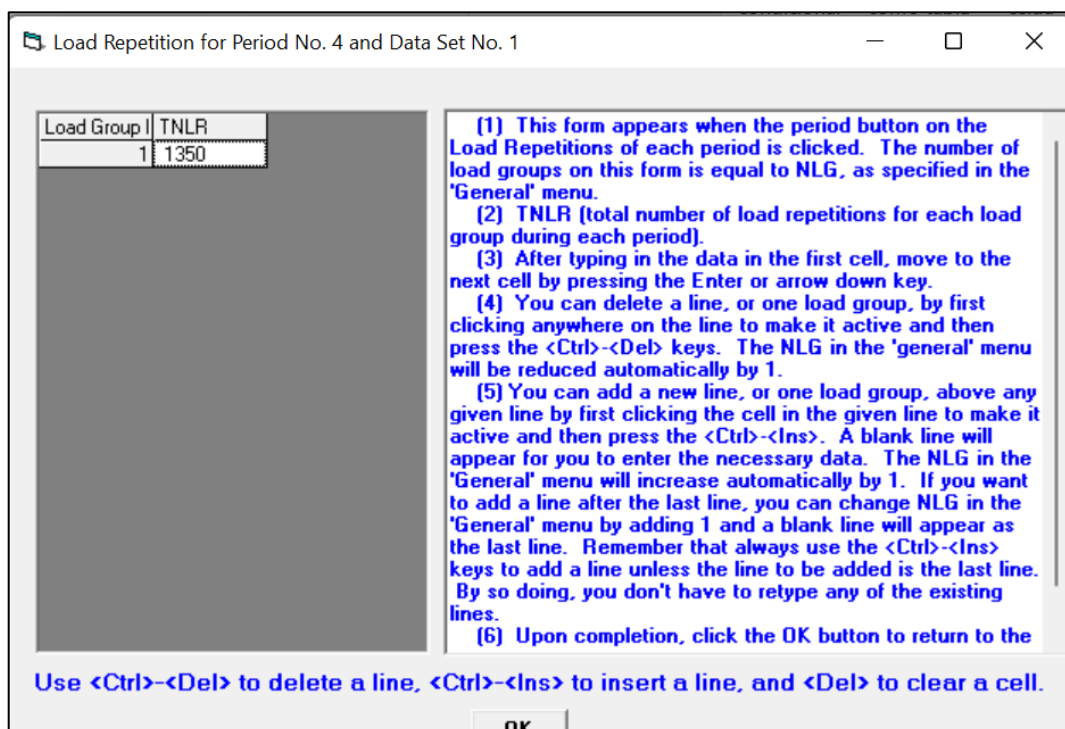 Load Repetition for Period No. 4 and Data Set No. 1
Load Group I TNLR
1 1350
(1) This form appears when the period button on the
Load Repetitions of each period is clicked. The number of
load groups on this form is equal to NLG, as specified in the
'General' menu.
(2) TNLR (total number of load repetitions for each load
group during each period).
(3) After typing in the data in the first cell, move to the
next cell by pressing the Enter or arrow down key.
(4) You can delete a line, or one load group, by first
clicking anywhere on the line to make it active and then
press the <Ctrl>-<Del> keys. The NLG in the 'general' menu
will be reduced automatically by 1.
(5) You can add a new line, or one load group, above any
given line by first clicking the cell in the given line to make it
active and then press the <Ctrl>-<Ins>. A blank line will
appear for you to enter the necessary data. The NLG in the
'General' menu will increase automatically by 1. If you want
to add a line after the last line, you can change NLG in the
'General' menu by adding 1 and a blank line will appear as
the last line. Remember that always use the <Ctrl>-<Ins>
keys to add a line unless the line to be added is the last line.
By so doing, you don't have to retype any of the existing
lines.
(6) Upon completion, click the OK button to return to the
Use <Ctrl>-<Del> to delete a line, <Ctrl>-<Ins> to insert a line, and <Del> to clear a cell.
OK